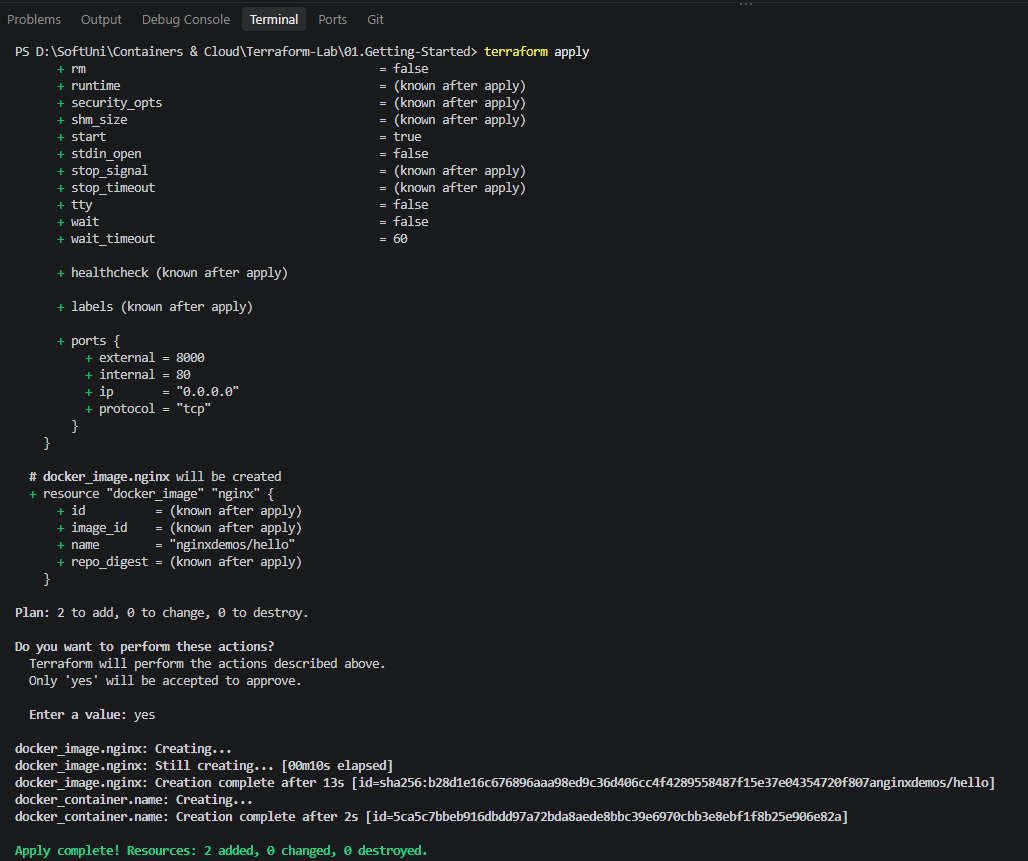 Problems Output Debug Console Terminal Ports Git
PS D:\SoftUni\Containers & Cloud\Terraform-Lab\01.Getting-Started> terraform apply
+ rm = false
+ runtime = (known after apply)
+ security_opts = (known after apply)
+ shm_size = (known after apply)
+ start = true
+ stdin_open = false
+ stop_signal = (known after apply)
+ stop_timeout = (known after apply)
+ tty = false
+ wait = false
+ wait_timeout = 60
+ healthcheck (known after apply)
+ labels (known after apply)
+ ports {
+ external = 8000
+ internal = 80
+ ip = "0.0.0.0"
+ protocol = "tcp"
}
}
# docker_image.nginx will be created
+ resource "docker_image" "nginx" {
+ id = (known after apply)
+ image_id = (known after apply)
+ name = "nginxdemos/hello"
+ repo_digest = (known after apply)
}
Plan: 2 to add, 0 to change, 0 to destroy.
Do you want to perform these actions?
Terraform will perform the actions described above.
Only 'yes' will be accepted to approve.
Enter a value: yes
docker_image.nginx: Creating...
docker_image.nginx: Still creating... [00m10s elapsed]
docker_image.nginx: Creation complete after 13s [id=sha256:b28d1e16c676896aaa98ed9c36d406cc4f4289558487f15e37e04354720f807anginxdemos/hello]
docker_container.name: Creating...
docker_container.name: Creation complete after 2s [id=5ca5c7bbeb916dbdd97a72bda8aede8bbc39e6970cbb3e8ebf1f8b25e906e82a]
Apply complete! Resources: 2 added, 0 changed, 0 destroyed.